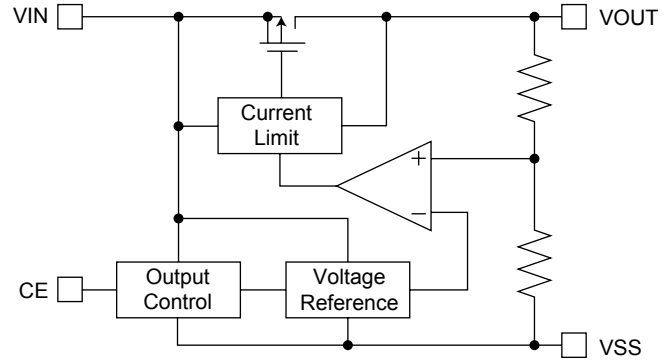 VIN
VOUT
Current
Limit
+
−
CE
Output
Control
Voltage
Reference
VSS